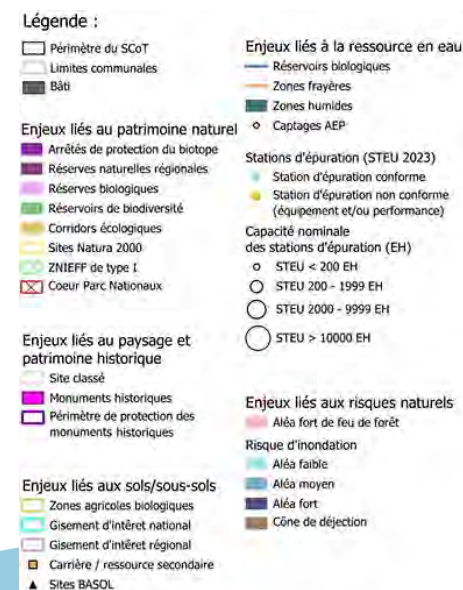 Légende :
Périmètre du SCoT
Limites communales
Bâti
Enjeux liés au patrimoine naturel
Arrêtés de protection du biotope
Réserves naturelles régionales
Réserves biologiques
Réservoirs de biodiversité
Corridors écologiques
Sites Natura 2000
ZNIEFF de type I
Coeur Parc Nationaux
Enjeux liés au paysage et
patrimoine historique
Site classé
Monuments historiques
Périmètre de protection des
monuments historiques
Enjeux liés aux sols/sous-sols
Zones agricoles biologiques
Gisement d'intêret national
Gisement d'intêret régional
Carrière / ressource secondaire
Sites BASOL
Enjeux liés à la ressource en eau
Réservoirs biologiques
Zones frayères
Zones humides
Captages AEP
Stations d'épuration (STEU 2023)
Station d'épuration conforme
Station d'épuration non conforme
(équipement et/ou performance)
Capacité nominale
des stations d'épuration (EH)
STEU < 200 EH
STEU 200 - 1999 EH
STEU 2000 - 9999 EH
STEU > 10000 EH
Enjeux liés aux risques naturels
Aléa fort de feu de forêt
Risque d'inondation
Aléa faible
Aléa moyen
Aléa fort
Cône de déjection